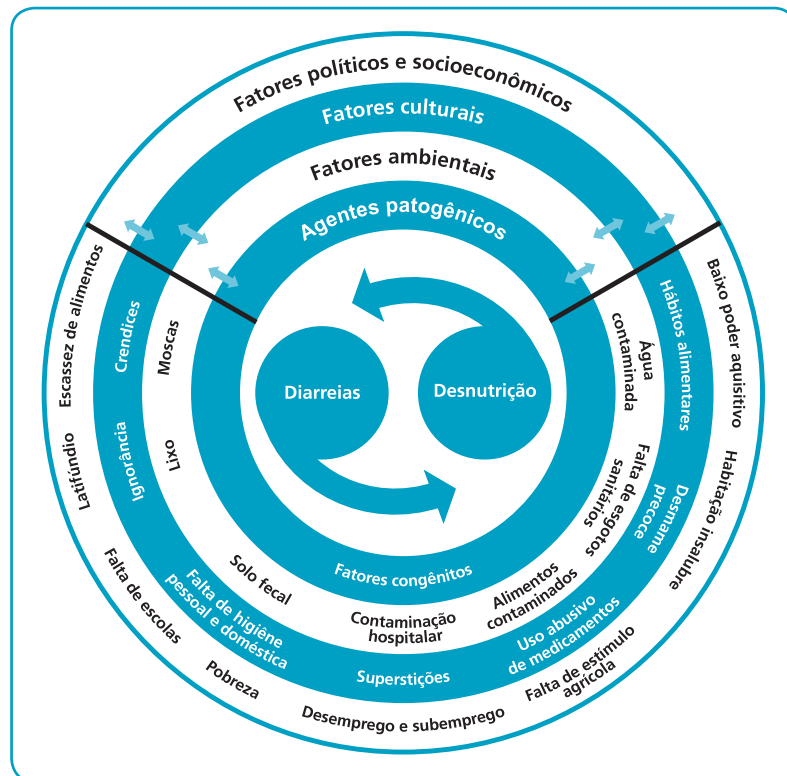 Fatores políticos e socioeconômicos
Fatores culturais
Fatores ambientais
Agentes patogênicos
Diarreias
Desnutrição
Fatores congênitos
Moscas
Lixo
Solo fecal
Contaminação
hospitalar
Alimentos
contaminados
Falta de esgotos
sanitários
Água
contaminada
Crendices
Ignorância
Falta de higiêne
pessoal e doméstica
Superstições
Uso abusivo
de medicamentos
Desmame
precoce
Hábitos alimentares
Escassez de alimentos
Latifúndio
Falta de escolas
Pobreza
Desemprego e subemprego
Falta de estímulo
agrícola
Habitação insalubre
Baixo poder aquisitivo